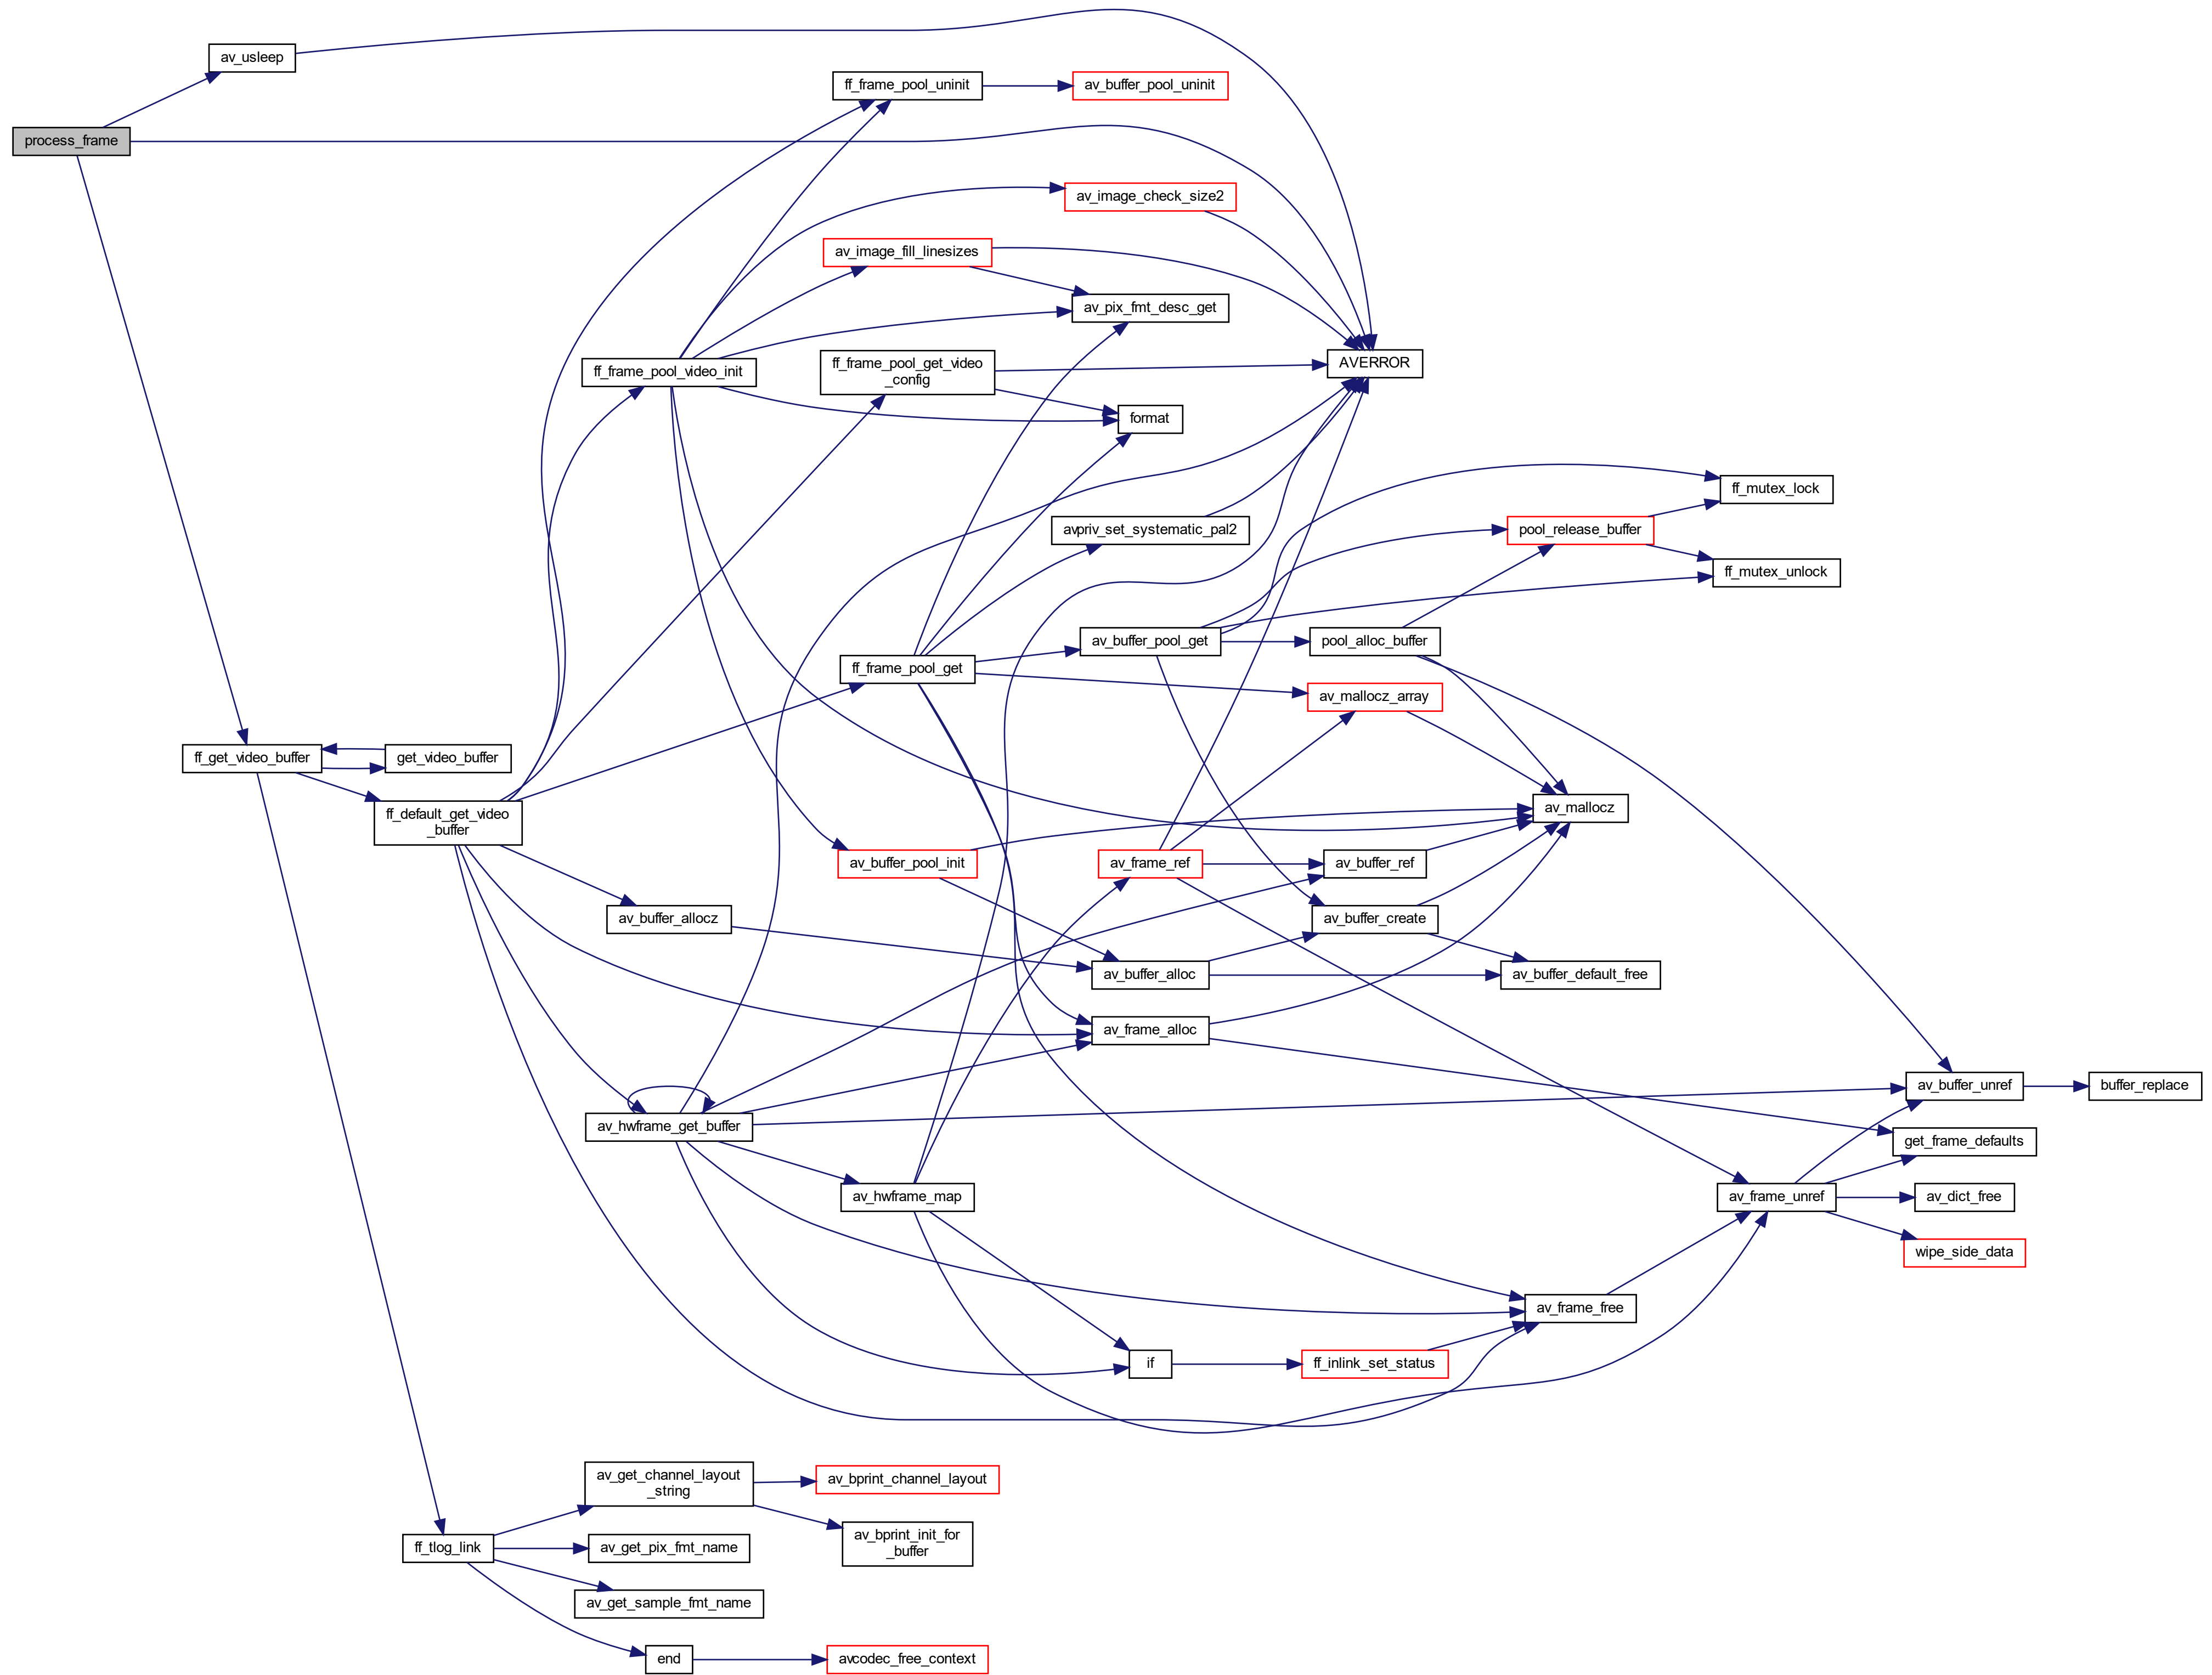 av_usleep
ff_frame_pool_uninit
av_buffer_pool_uninit
process_frame
av_image_check_size2
av_image_fill_linesizes
av_pix_fmt_desc_get
ff_frame_pool_video_init
ff_frame_pool_get_video
_config
AVERROR
format
ff_mutex_lock
avpriv_set_systematic_pal2
pool_release_buffer
ff_mutex_unlock
av_buffer_pool_get
pool_alloc_buffer
ff_frame_pool_get
av_mallocz_array
ff_get_video_buffer
get_video_buffer
ff_default_get_video
_buffer
av_mallocz
av_buffer_pool_init
av_frame_ref
av_buffer_ref
av_buffer_allocz
av_buffer_create
av_buffer_alloc
av_buffer_default_free
av_frame_alloc
av_buffer_unref
buffer_replace
av_hwframe_get_buffer
get_frame_defaults
av_hwframe_map
av_frame_unref
av_dict_free
wipe_side_data
av_frame_free
if
ff_inlink_set_status
av_get_channel_layout
_string
av_bprint_channel_layout
av_bprint_init_for
_buffer
ff_tlog_link
av_get_pix_fmt_name
av_get_sample_fmt_name
end
avcodec_free_context